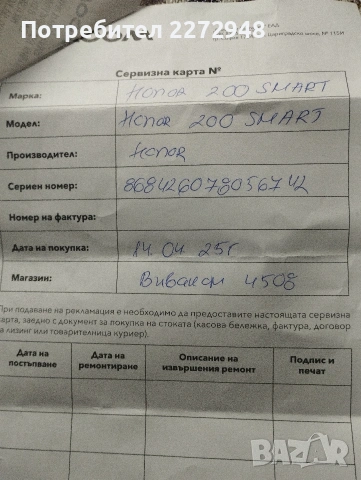 Потребител 2272948
Сервизна карта №
Марка: Honor 200 SMART
Модел: Honor 200 SMART
Производител: Honor
Сериен номер: 868426078056742
Номер на фактура:
Дата на покупка: 14.04 25г
Магазин: Виваком 4508
При подаване на рекламация е необходимо да предоставите настоящата сервизна
карта, заедно с документ за покупка на стоката (касова бележка, фактура, договор
за лизинг или товарителница куриер).
Дата на постъпване Дата на ремонтиране Описание на извършения ремонт Подпис и печат
BAZAR